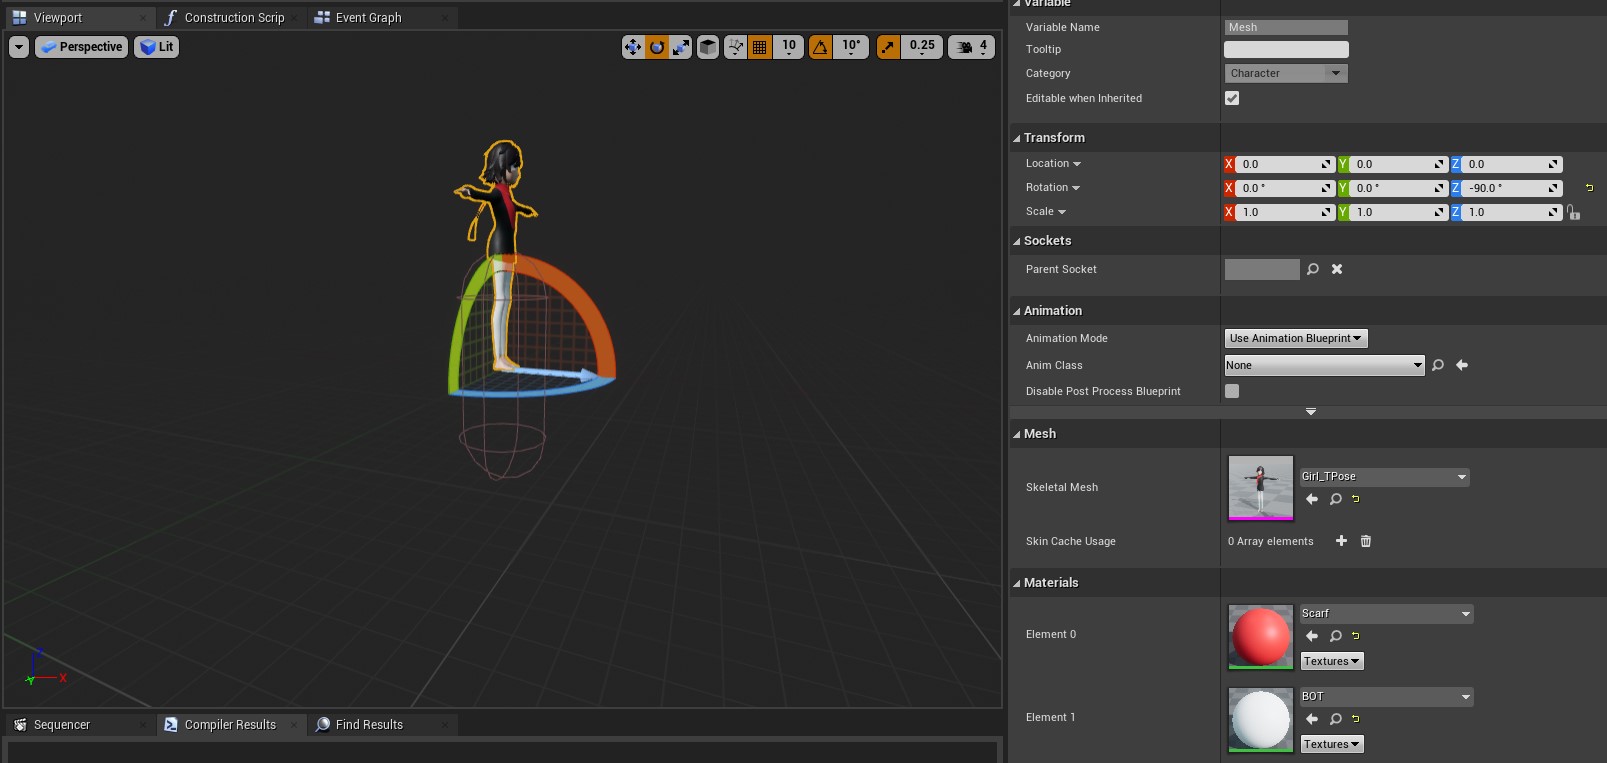 Viewport
Construction Scrip
Event Graph
Perspective
Lit
10
10°
0.25
4
X
Y
Z
Sequencer
Compiler Results
Find Results
Variable
Variable Name
Mesh
Tooltip
Category
Character
Editable when Inherited
Transform
Location
X 0.0 Y 0.0 Z 0.0
Rotation
X 0.0 ° Y 0.0 ° Z -90.0 °
Scale
X 1.0 Y 1.0 Z 1.0
Sockets
Parent Socket
Animation
Animation Mode
Use Animation Blueprint
Anim Class
None
Disable Post Process Blueprint
Mesh
Skeletal Mesh
Girl_TPose
Skin Cache Usage
0 Array elements
Materials
Element 0
Scarf
Textures
Element 1
BOT
Textures